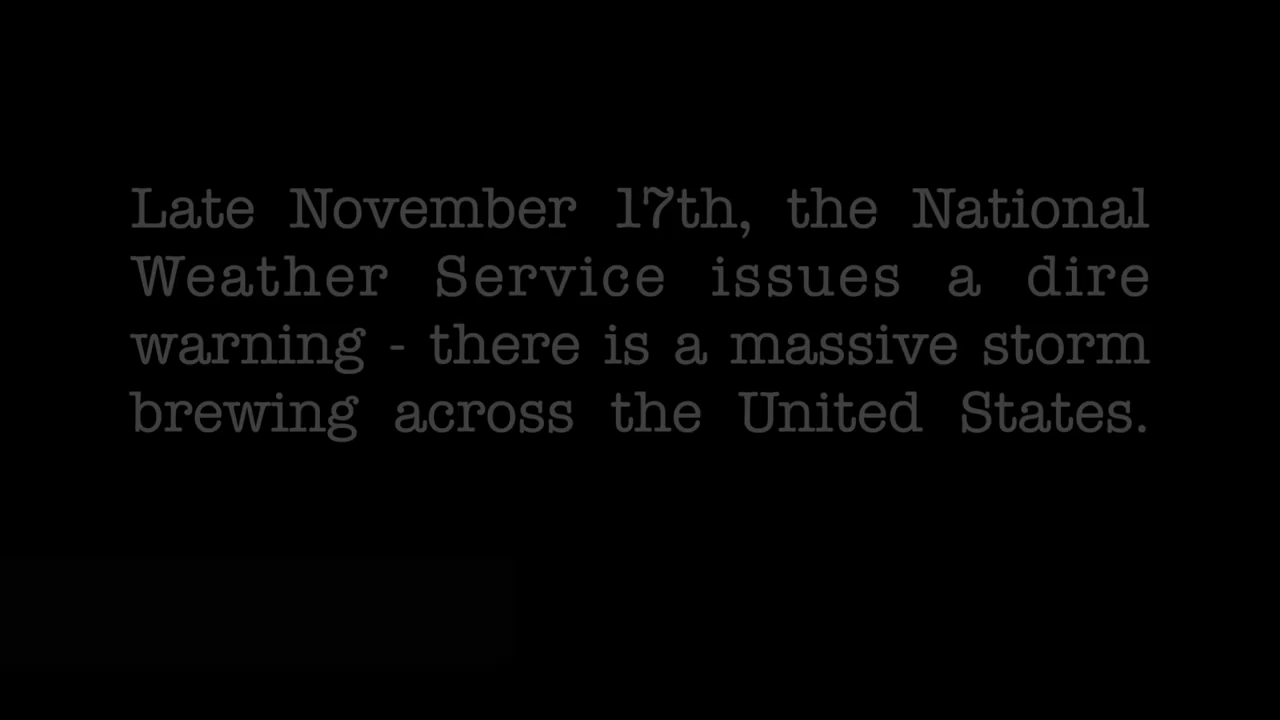 Late November 17th, the National
Weather Service issues a dire
warning - there is a massive storm
brewing across the United States.